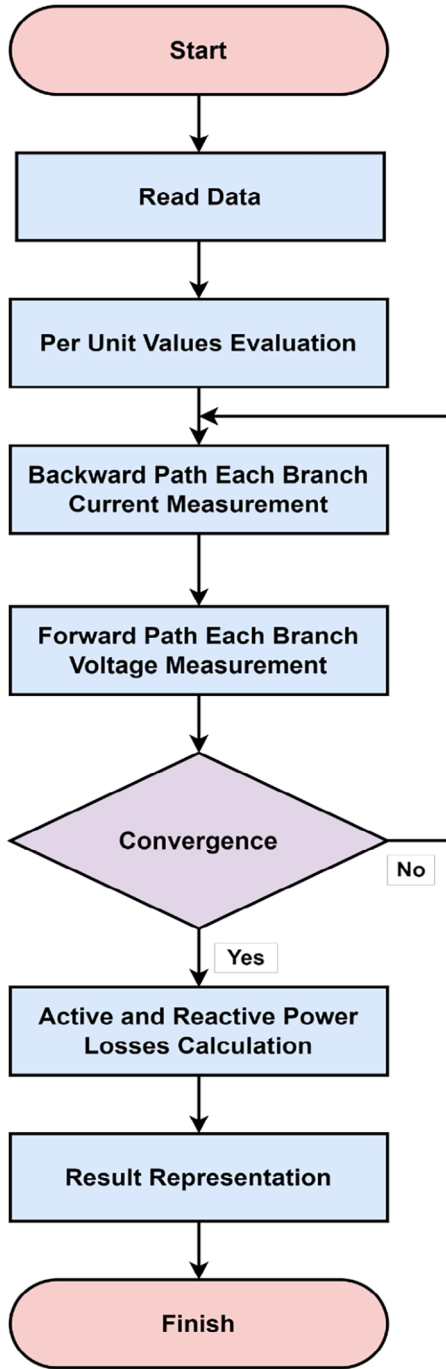 Start
Read Data
Per Unit Values Evaluation
Backward Path Each Branch
Current Measurement
Forward Path Each Branch
Voltage Measurement
Convergence
No
Yes
Active and Reactive Power
Losses Calculation
Result Representation
Finish